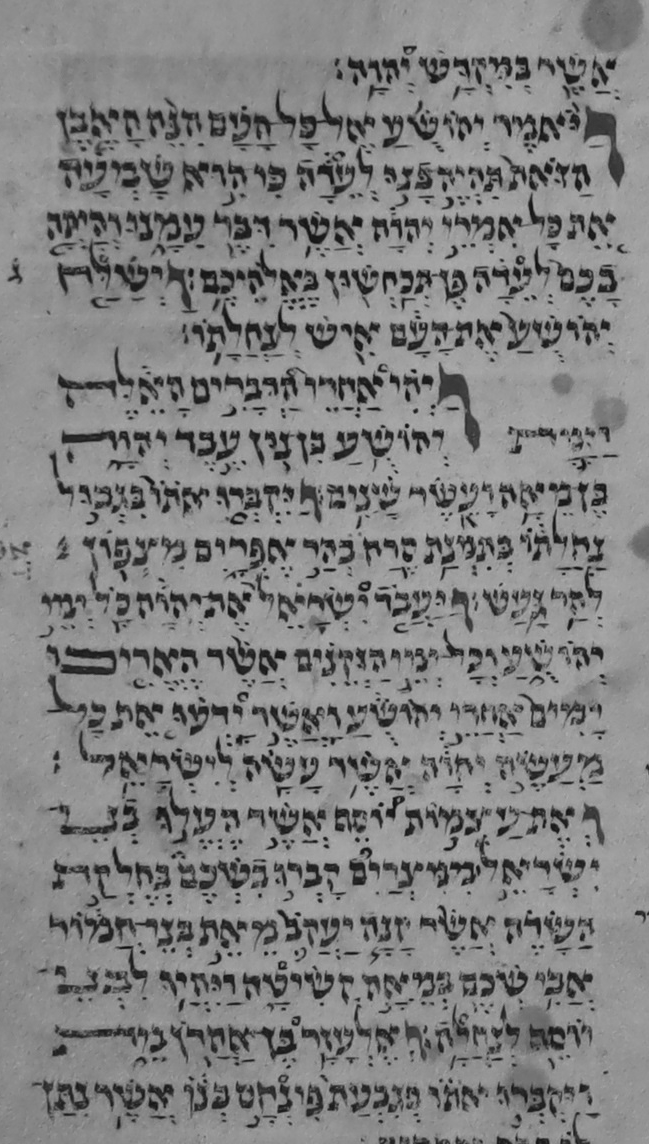 אֲשֶׁר בְּמִקְדַּשׁ יְהוָה׃
וַיֹּאמֶר יְהוֹשֻׁעַ אֶל כָּל הָעָם הִנֵּה הָאֶבֶן
הַזֹּאת תִּהְיֶה בָּנוּ לְעֵדָה כִּי הִיא שָׁמְעָה
אֵת כָּל אִמְרֵי יְהוָה אֲשֶׁר דִּבֶּר עִמָּנוּ וְהָיְתָה
בָכֶם לְעֵדָה פֶּן תְּכַחֲשׁוּן בֵּאלֹהֵיכֶם׃ וַיְשַׁלַּח
יְהוֹשֻׁעַ אֶת הָעָם אִישׁ לְנַחֲלָתוֹ׃
וַיְהִי אַחֲרֵי הַדְּבָרִים הָאֵלֶּה
וַיָּמָת יְהוֹשֻׁעַ בִּן נוּן עֶבֶד יְהוָה
בֶּן מֵאָה וָעֶשֶׂר שָׁנִים׃ וַיִּקְבְּרוּ אֹתוֹ בִּגְבוּל
נַחֲלָתוֹ בְּתִמְנַת סֶרַח בְּהַר אֶפְרָיִם מִצְּפוֹן
לְהַר גָּעַשׁ׃ וַיַּעֲבֹד יִשְׂרָאֵל אֶת יְהוָה כֹּל יְמֵי
יְהוֹשֻׁעַ וְכֹל יְמֵי הַזְּקֵנִים אֲשֶׁר הֶאֱרִיכוּ
יָמִים אַחֲרֵי יְהוֹשֻׁעַ וַאֲשֶׁר יָדְעוּ אֵת כָּל
מַעֲשֵׂה יְהוָה אֲשֶׁר עָשָׂה לְיִשְׂרָאֵל׃
וְאֶת עַצְמוֹת יוֹסֵף אֲשֶׁר הֶעֱלוּ בְנֵי
יִשְׂרָאֵל מִמִּצְרַיִם קָבְרוּ בִשְׁכֶם בְּחֶלְקַת
הַשָּׂדֶה אֲשֶׁר קָנָה יַעֲקֹב מֵאֵת בְּנֵי חֲמוֹר
אֲבִי שְׁכֶם בְּמֵאָה קְשִׂיטָה וַיִּהְיוּ לִבְנֵי
יוֹסֵף לְנַחֲלָה׃ וְאֶלְעָזָר בֶּן אַהֲרֹן מֵת
וַיִּקְבְּרוּ אֹתוֹ בְּגִבְעַת פִּינְחָס בְּנוֹ אֲשֶׁר נִתַּן